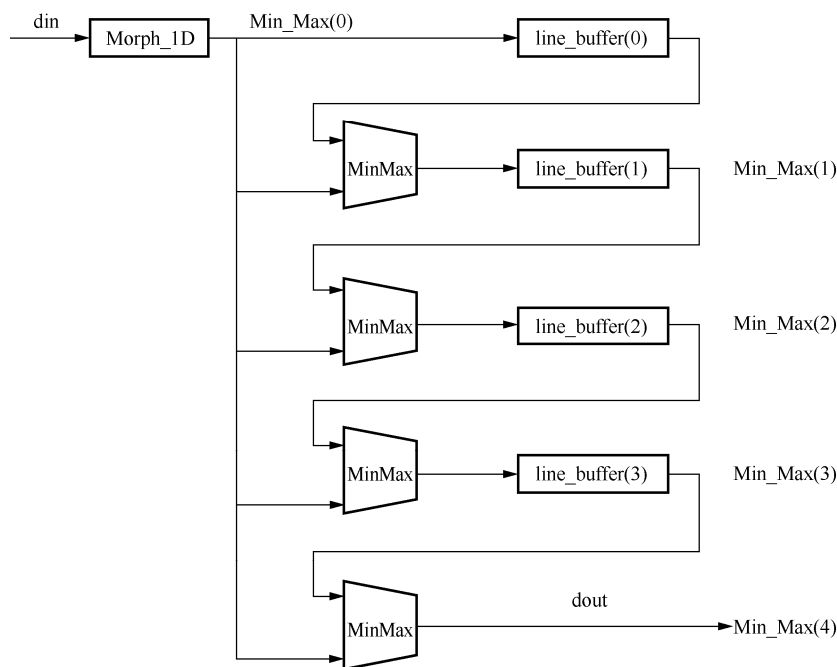 din
Morph_1D
Min_Max(0)
line_buffer(0)
MinMax
line_buffer(1)
Min_Max(1)
MinMax
line_buffer(2)
Min_Max(2)
MinMax
line_buffer(3)
Min_Max(3)
MinMax
dout
Min_Max(4)